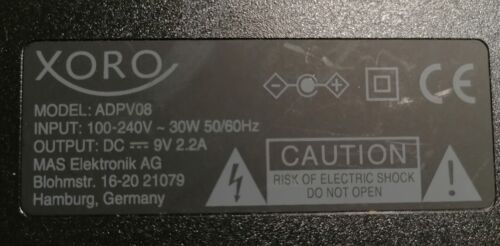 XORO
MODEL: ADPV08
INPUT: 100-240V ~ 30W 50/60Hz
OUTPUT: DC ⎓ 9V 2.2A
MAS Elektronik AG
Blohmstr. 16-20 21079
Hamburg, Germany
- +
CE
CAUTION
RISK OF ELECTRIC SHOCK
DO NOT OPEN
!